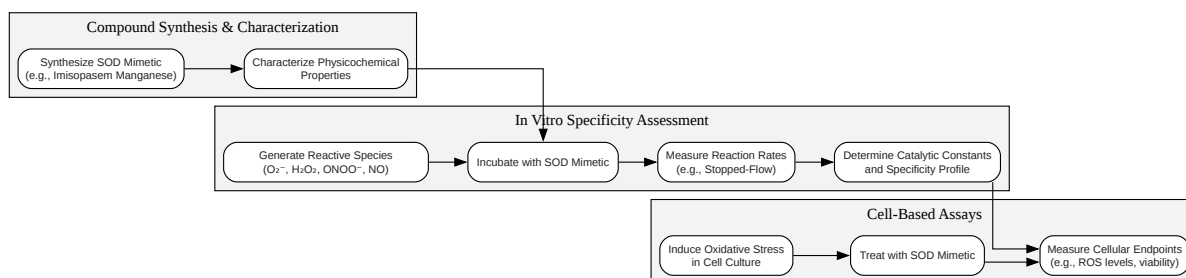 Compound Synthesis & Characterization
Synthesize SOD Mimetic
(e.g., Imisopasem Manganese)
Characterize Physicochemical
Properties
In Vitro Specificity Assessment
Generate Reactive Species
(O₂⁻, H₂O₂, ONOO⁻, NO)
Incubate with SOD Mimetic
Measure Reaction Rates
(e.g., Stopped-Flow)
Determine Catalytic Constants
and Specificity Profile
Cell-Based Assays
Induce Oxidative Stress
in Cell Culture
Treat with SOD Mimetic
Measure Cellular Endpoints
(e.g., ROS levels, viability)